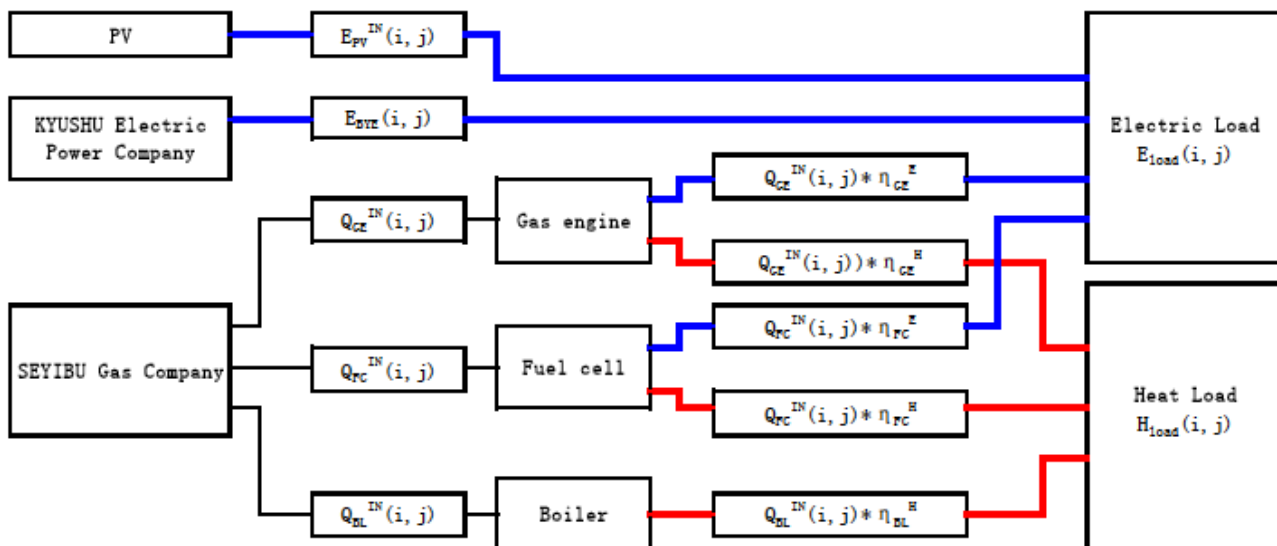 PV
E_PV^IN(i, j)
KYUSHU Electric
Power Company
E_BYE(i, j)
Electric Load
E_load(i, j)
Q_GE^IN(i, j)
Gas engine
Q_GE^IN(i, j)* η_GE^E
Q_GE^IN(i, j))* η_GE^H
SEYIBU Gas Company
Q_FC^IN(i, j)
Fuel cell
Q_FC^IN(i, j)* η_FC^E
Q_FC^IN(i, j)* η_FC^H
Heat Load
H_load(i, j)
Q_BL^IN(i, j)
Boiler
Q_BL^IN(i, j)* η_BL^H